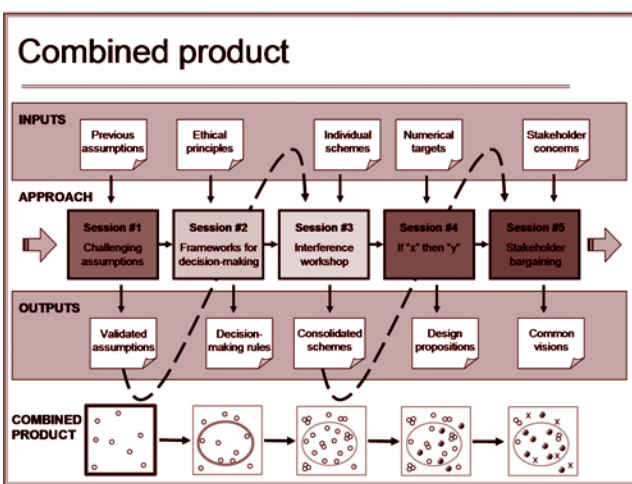 Combined product
INPUTS
Previous
assumptions
Ethical
principles
Individual
schemes
Numerical
targets
Stakeholder
concerns
APPROACH
Session #1
Challenging
assumptions
Session #2
Frameworks for
decision-making
Session #3
Interference
workshop
Session #4
If "x" then "y"
Session #5
Stakeholder
bargaining
OUTPUTS
Validated
assumptions
Decision-
making rules
Consolidated
schemes
Design
propositions
Common
visions
COMBINED
PRODUCT